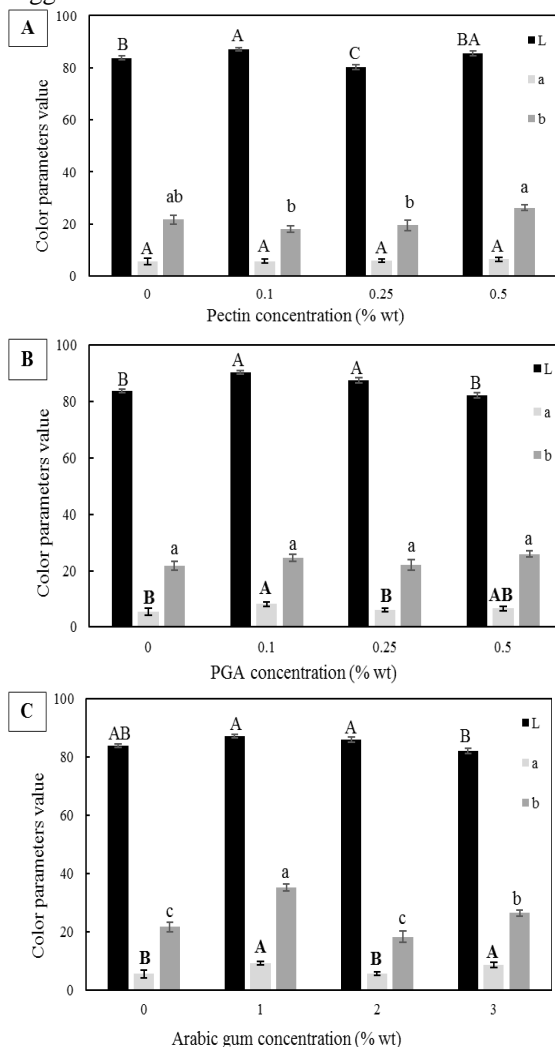 A
100
80
60
40
20
0
Color parameters value
B A C BA
ab b b a
A A A A
L
a
b
0 0.1 0.25 0.5
Pectin concentration (% wt)
B
100
80
60
40
20
0
Color parameters value
B A A B
a a a a
B A B AB
L
a
b
0 0.1 0.25 0.5
PGA concentration (% wt)
C
100
80
60
40
20
0
Color parameters value
AB A A B
c a c b
B A B A
L
a
b
0 1 2 3
Arabic gum concentration (% wt)